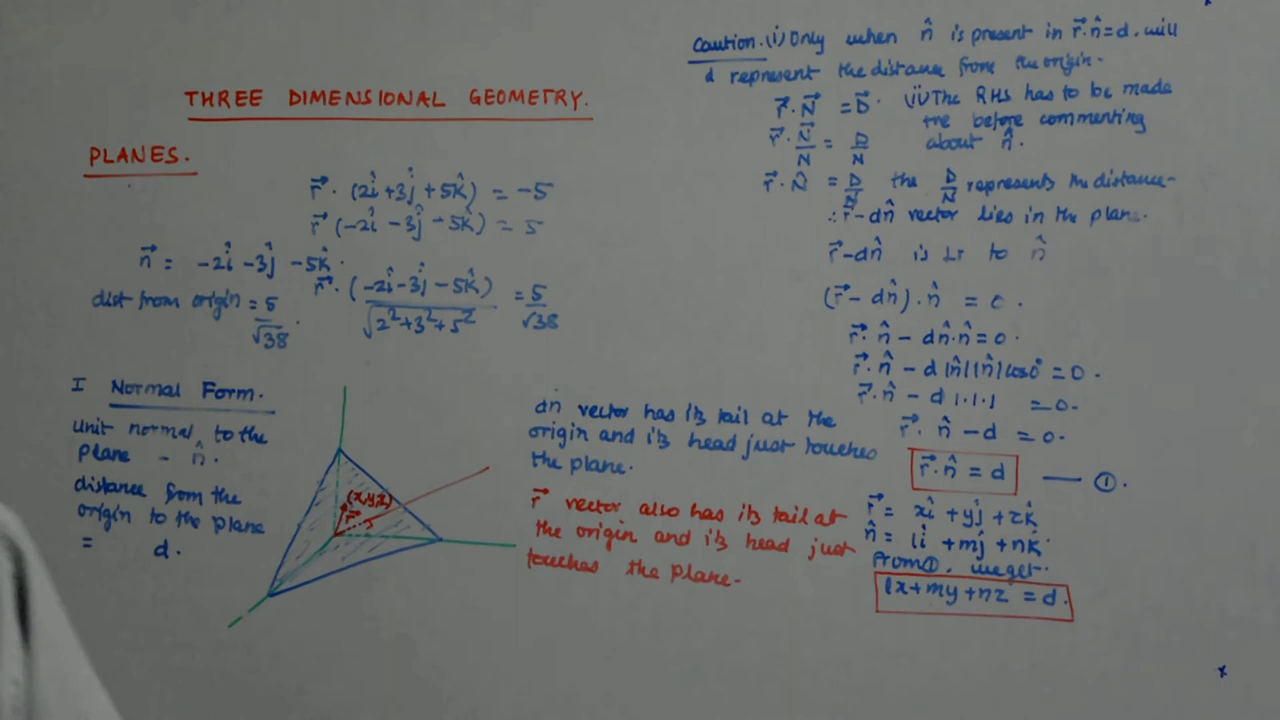 THREE DIMENSIONAL GEOMETRY.
PLANES.
r⃗ · (2î + 3ĵ + 5k̂) = -5
r⃗ (-2î - 3ĵ - 5k̂) = 5
n⃗ = -2î - 3ĵ - 5k̂.
dist from origin = 5/√38.
r⃗ · (-2î - 3ĵ - 5k̂)/√2²+3²+5² = 5/√38
I Normal Form.
Unit normal to the
plane - n̂.
distance from the
origin to the plane
= d.
(x,y,z)
r⃗
dn̂ vector has its tail at the
origin and its head just touches
the plane.
r⃗ vector also has its tail at
the origin and its head just
touches the plane.
Caution. (i) Only when n̂ is present in r⃗.n̂=d, will
d represent the distance from the origin.
r⃗.N⃗ = D. (ii) The RHS has to be made
+ve before commenting
about n̂.
r⃗.N⃗/N = D/N
r⃗.N̂ = D/N the D/N represents the distance
∴ r⃗-dn̂ vector lies in the plane.
r⃗-dn̂ is ⊥r to n̂
(r⃗ - dn̂).n̂ = 0.
r⃗.n̂ - dn̂.n̂=0.
r⃗.n̂ - d|n̂||n̂|cos0° = 0.
r⃗.n̂ - d 1.1.1 = 0.
r⃗.n̂ - d = 0.
r⃗.n̂ = d — ①.
r⃗ = xî + yĵ + zk̂
n̂ = lî + mĵ + nk̂.
From ①, we get.
lx+my+nz = d.